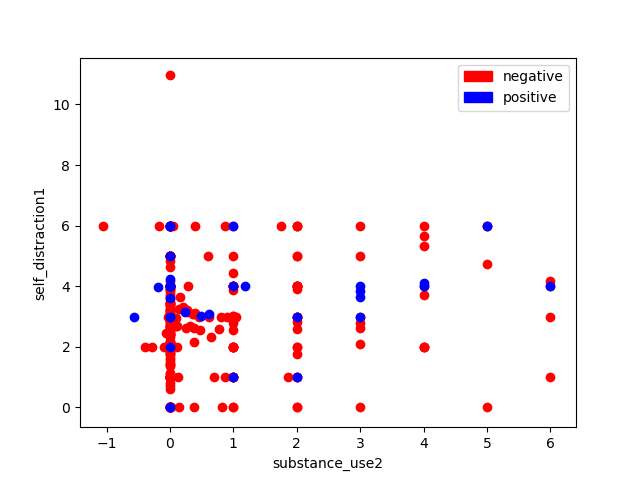 negative
positive
10
8
6
4
2
0
self_distraction1
−1 0 1 2 3 4 5 6
substance_use2